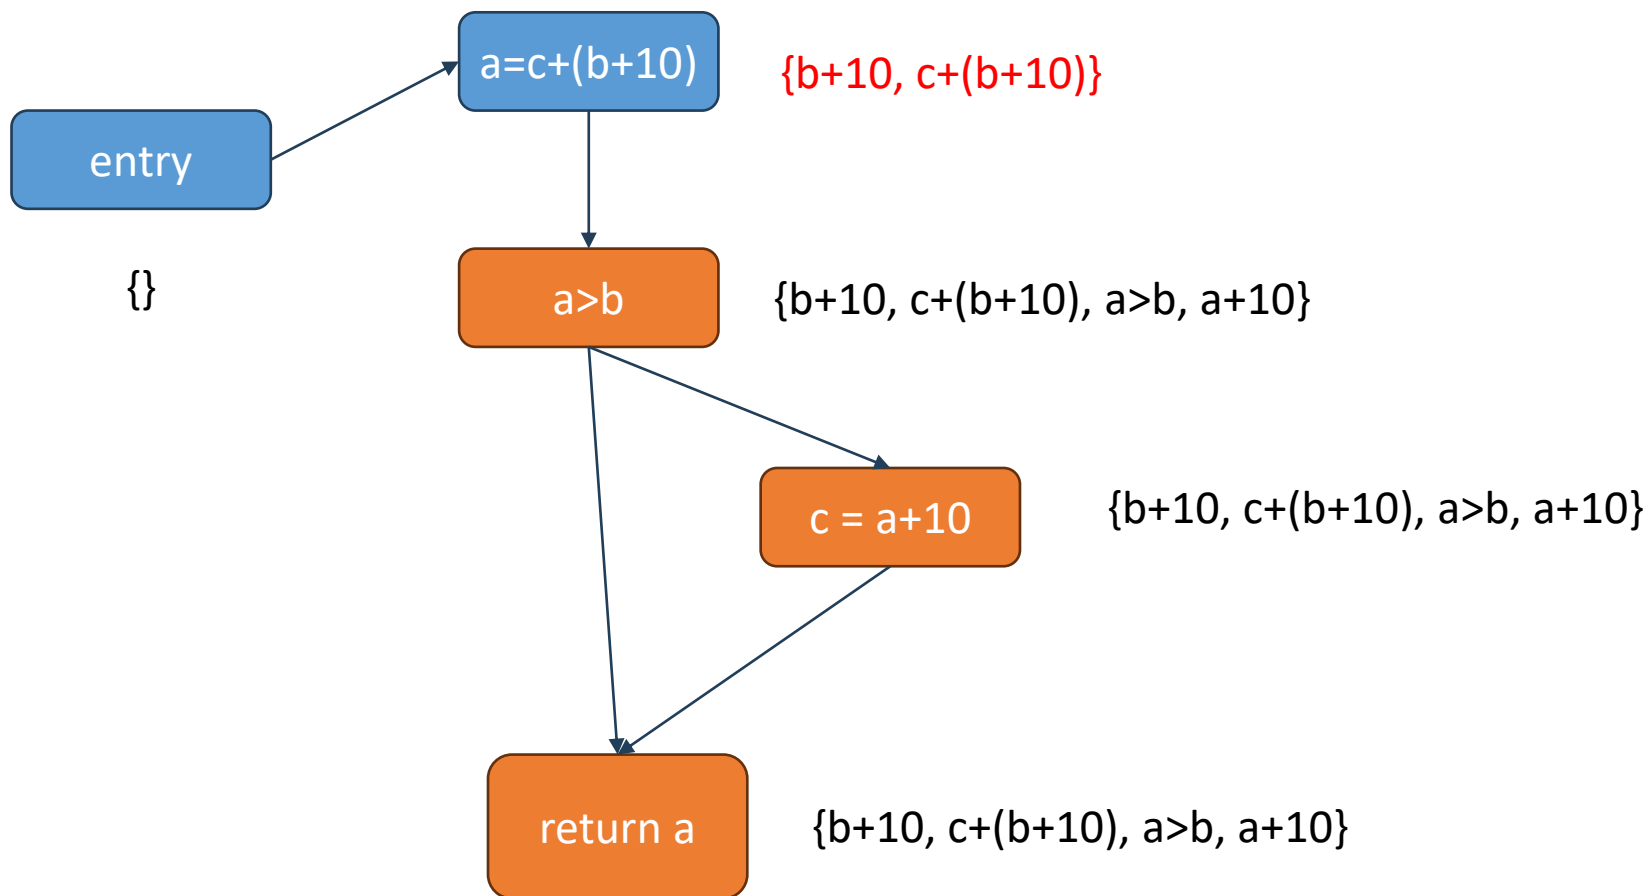 a=c+(b+10)
{b+10, c+(b+10)}
entry
{}
a>b
{b+10, c+(b+10), a>b, a+10}
c = a+10
{b+10, c+(b+10), a>b, a+10}
return a
{b+10, c+(b+10), a>b, a+10}